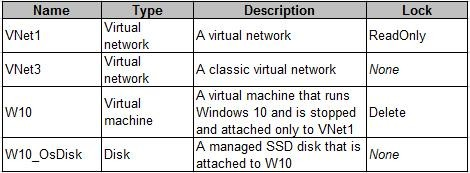 Name Type Description Lock
VNet1 Virtual network A virtual network ReadOnly
VNet3 Virtual network A classic virtual network None
W10 Virtual machine A virtual machine that runs Windows 10 and is stopped and attached only to VNet1 Delete
W10_OsDisk Disk A managed SSD disk that is attached to W10 None